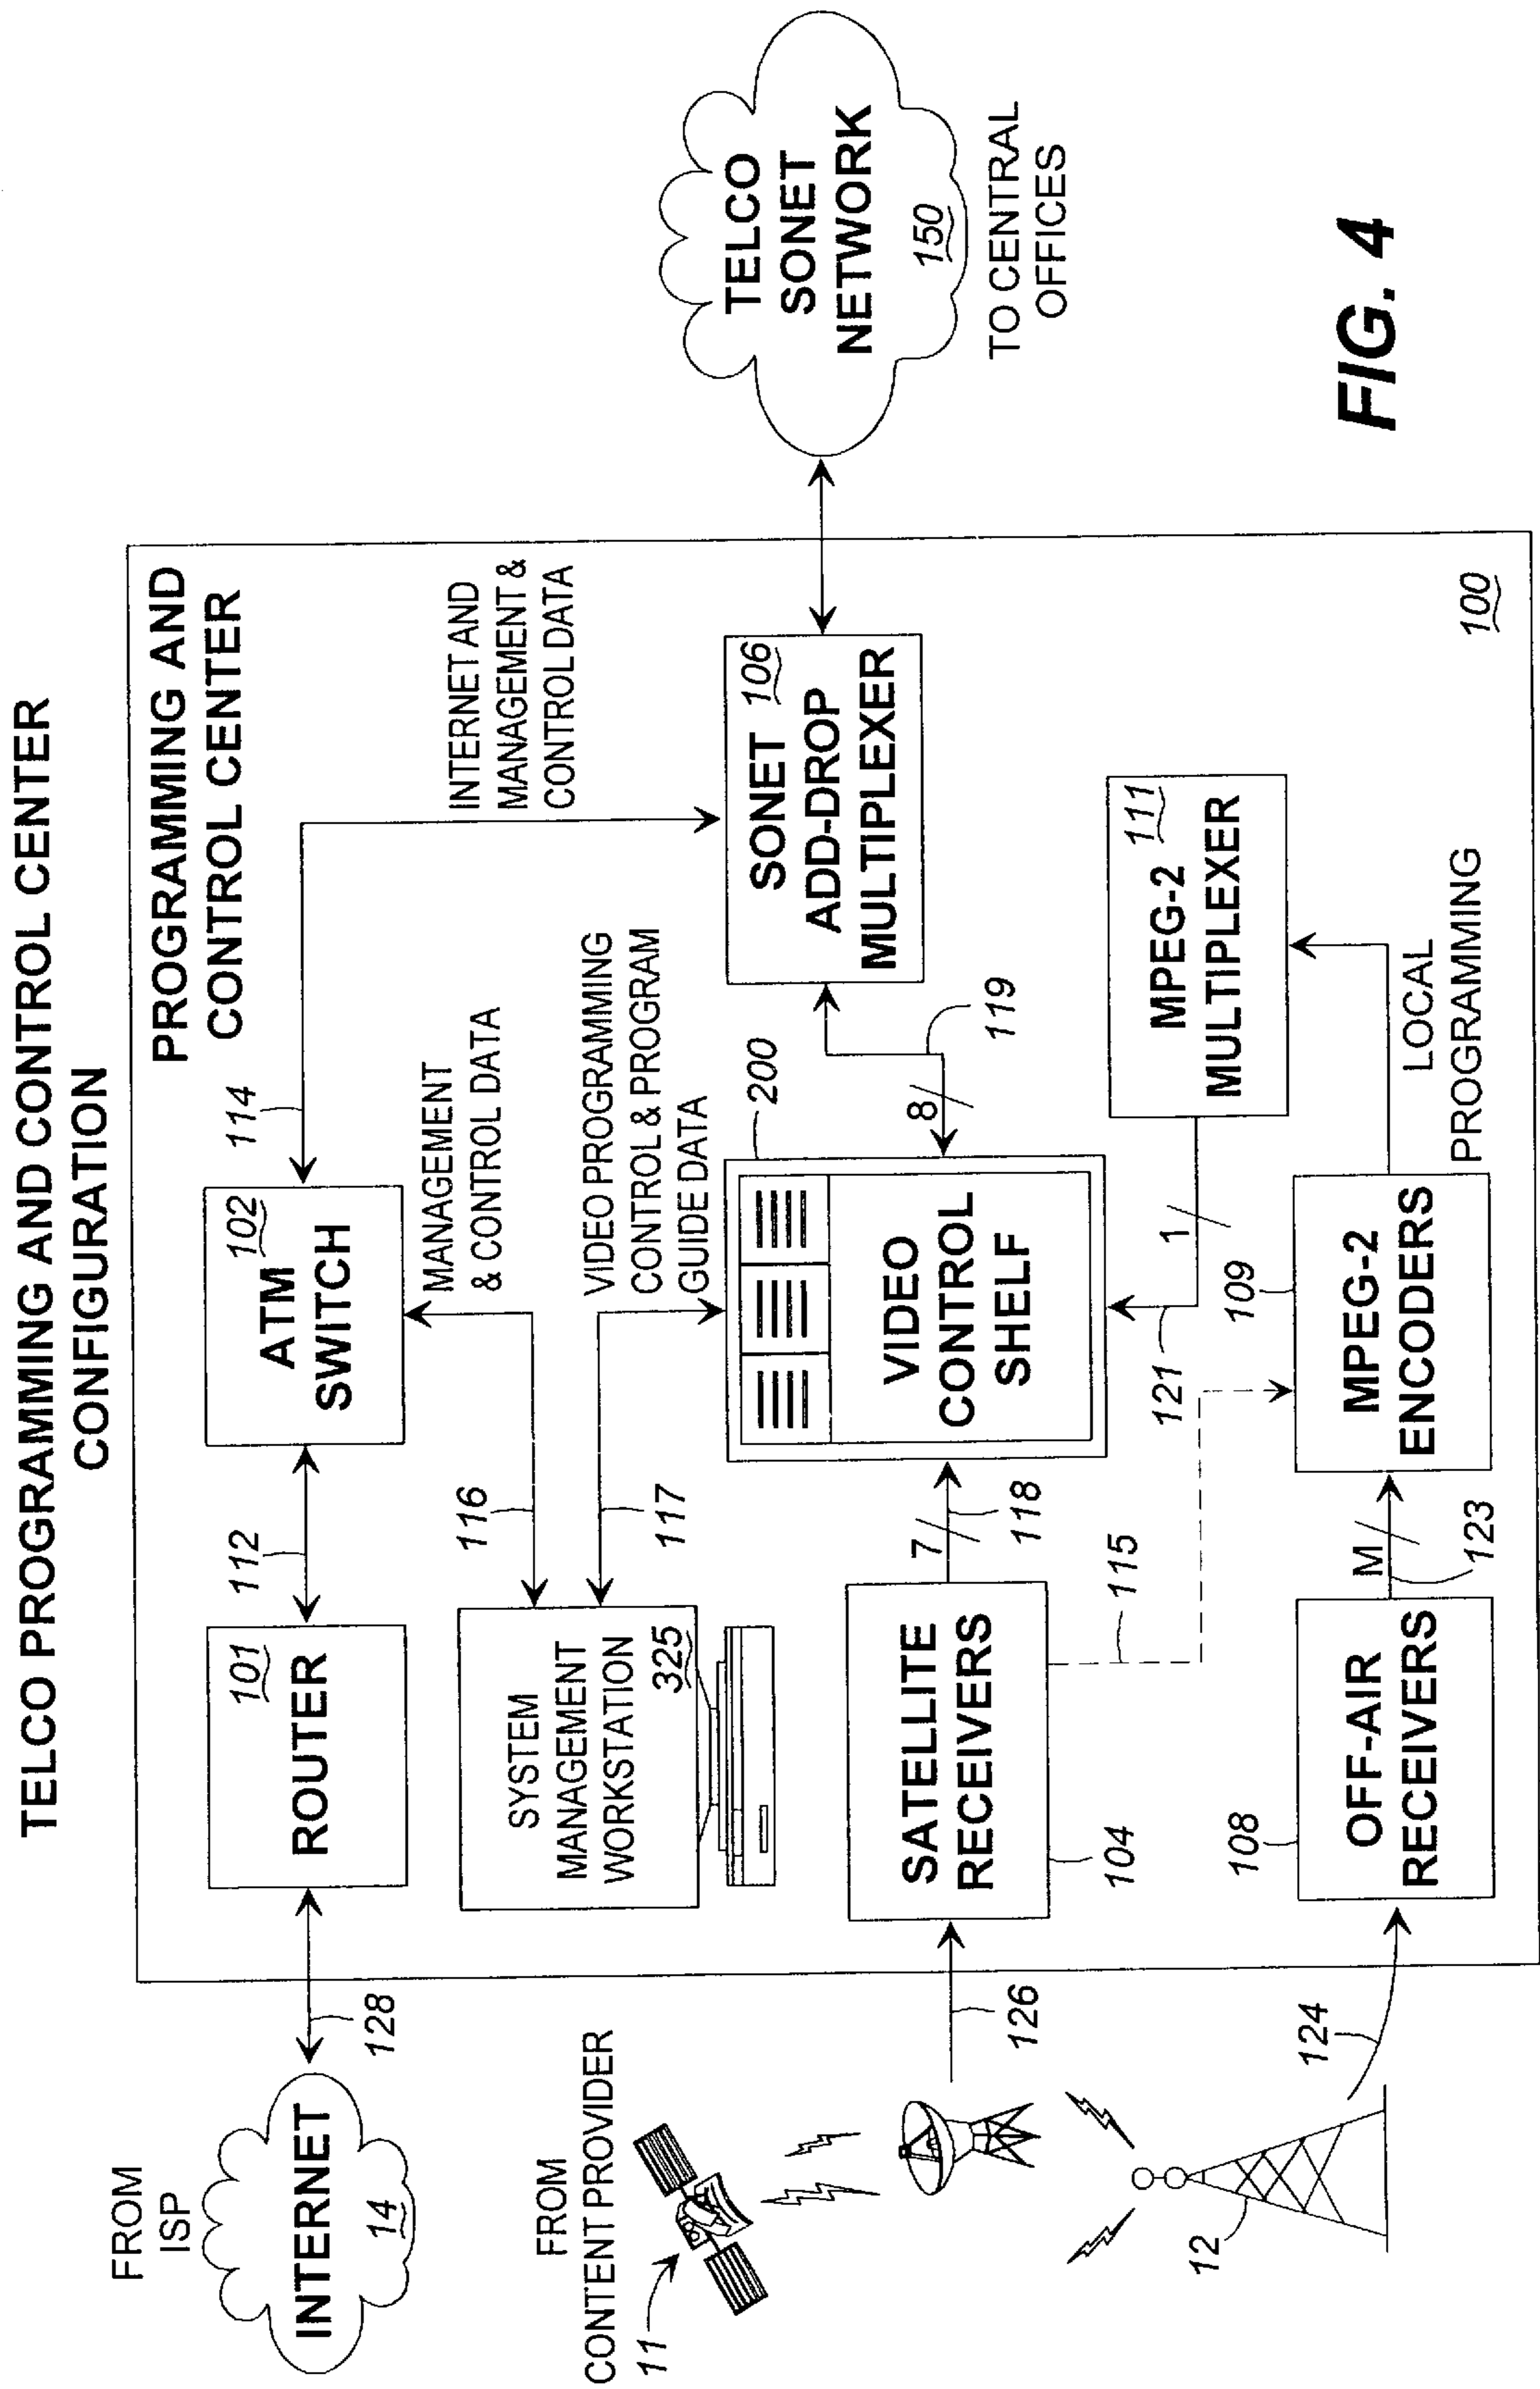 TELCO PROGRAMMING AND CONTROL CENTER
CONFIGURATION
PROGRAMMING AND
CONTROL CENTER
FROM
ISP
INTERNET
14
128
ROUTER
101
112
ATM
SWITCH
102
114
INTERNET AND
MANAGEMENT &
CONTROL DATA
MANAGEMENT
& CONTROL DATA
116
SYSTEM
MANAGEMENT
WORKSTATION
325
117
VIDEO PROGRAMMING
CONTROL & PROGRAM
GUIDE DATA
FROM
CONTENT PROVIDER
11
126
SATELLITE
RECEIVERS
104
7
118
115
VIDEO
CONTROL
SHELF
200
8
119
SONET
ADD-DROP
MULTIPLEXER
106
TELCO
SONET
NETWORK
150
TO CENTRAL
OFFICES
12
124
OFF-AIR
RECEIVERS
108
M
123
MPEG-2
ENCODERS
109
121
1
MPEG-2
MULTIPLEXER
111
LOCAL
PROGRAMMING
100
FIG. 4